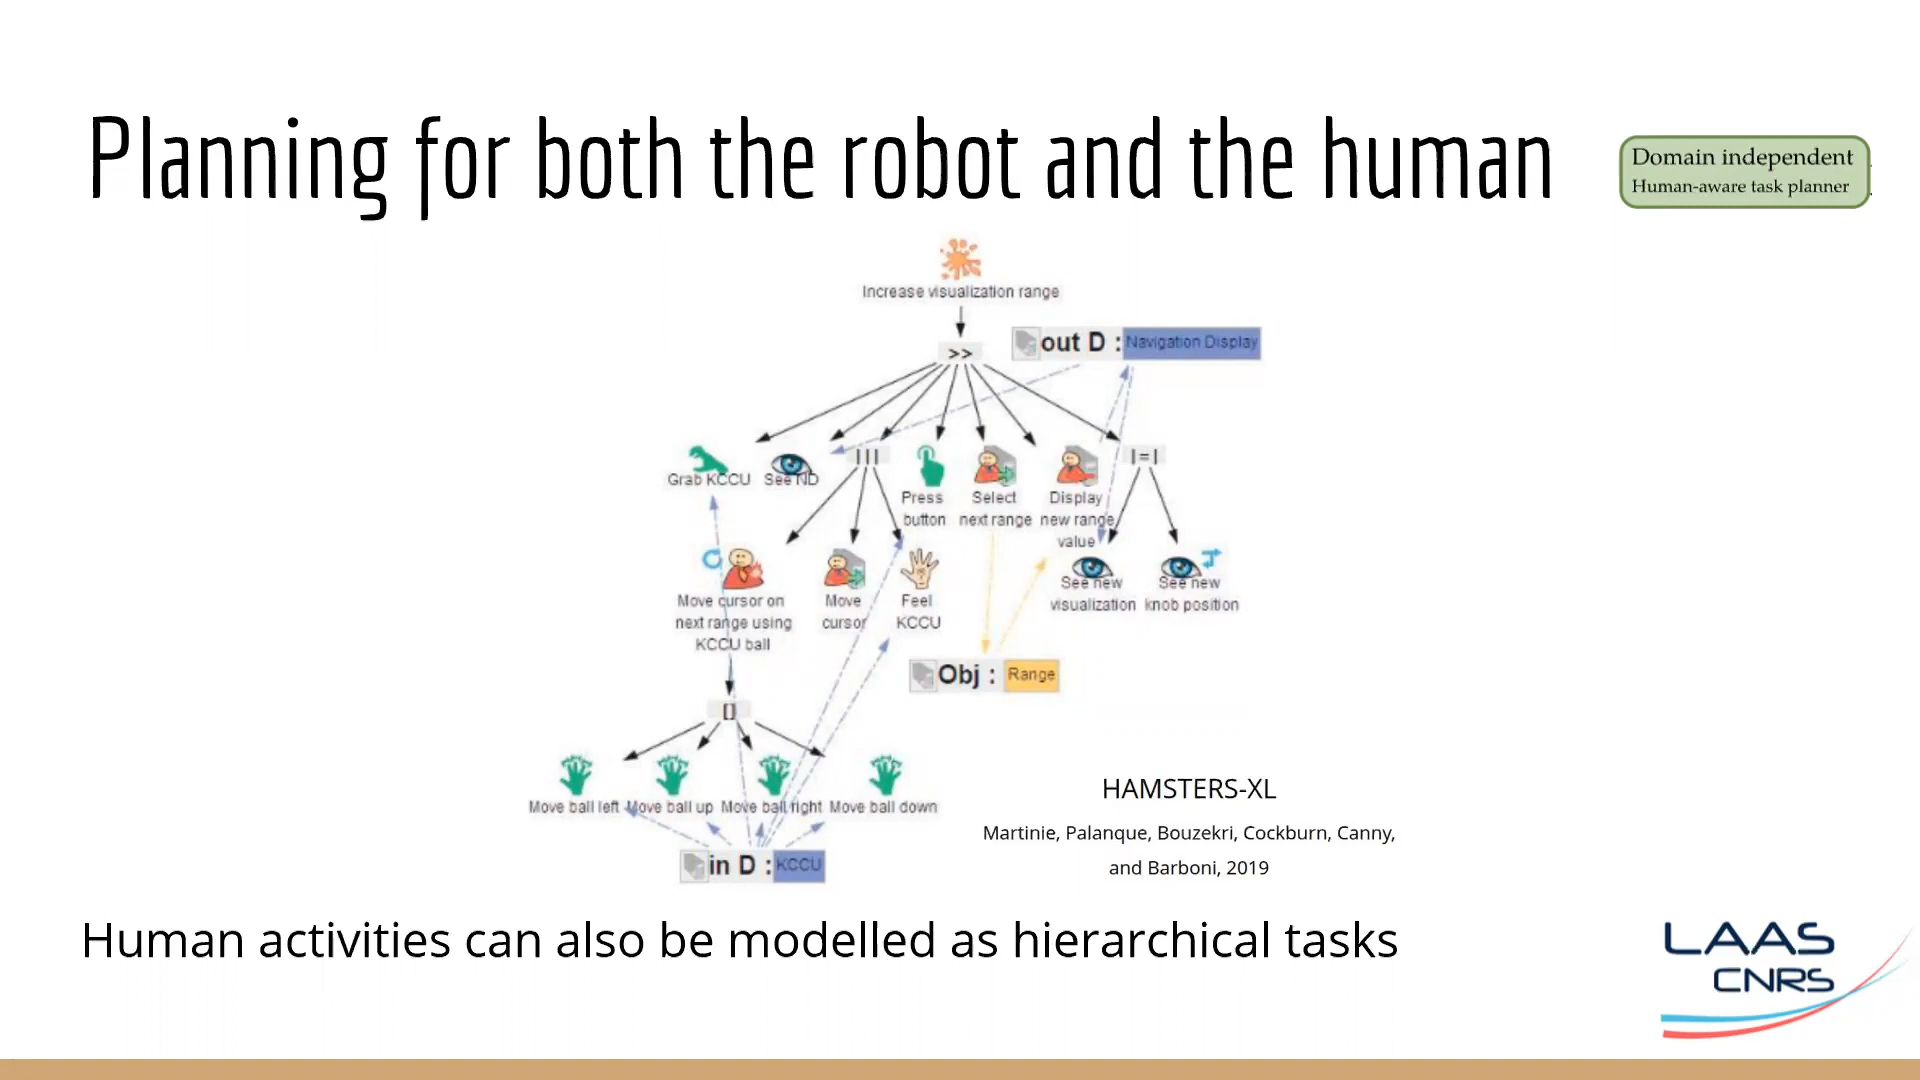 Planning for both the robot and the human
Domain independent
Human-aware task planner
Increase visualization range
>>
out D : Navigation Display
Grab KCCU
See ND
|||
Press
button
Select
next range
Display
new range
value
|=|
Move cursor on
next range using
KCCU ball
Move
cursor
Feel
KCCU
See new
visualization
See new
knob position
Obj : Range
[]
Move ball left
Move ball up
Move ball right
Move ball down
in D : KCCU
HAMSTERS-XL
Martinie, Palanque, Bouzekri, Cockburn, Canny,
and Barboni, 2019
Human activities can also be modelled as hierarchical tasks
LAAS
CNRS